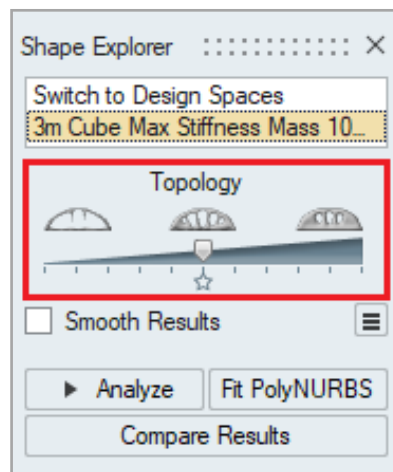 Shape Explorer
Switch to Design Spaces
3m Cube Max Stiffness Mass 10...
Topology
Smooth Results
Analyze
Fit PolyNURBS
Compare Results